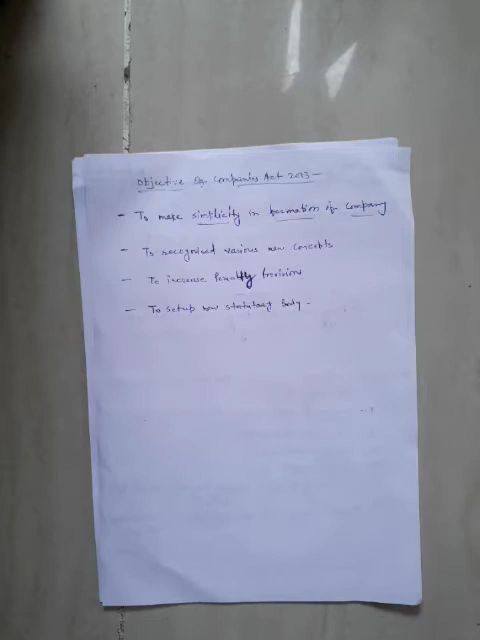 Objective of Companies Act 2013 -
- To make simplicity in formation of company
- To recognised various new concepts
- To increase Penalty Provisions
- To setup new statutory body -